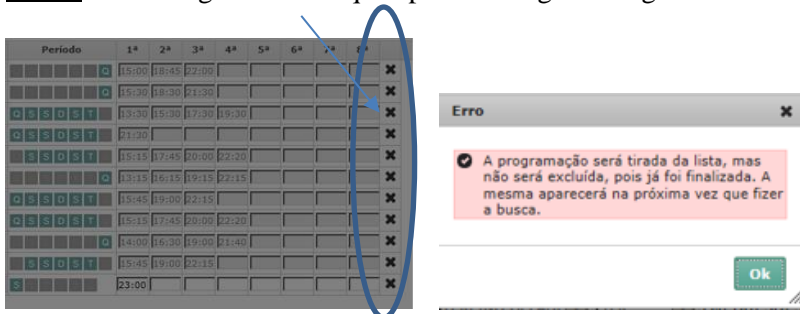 Período 1ª 2ª 3ª 4ª 5ª 6ª 7ª 8ª
Q 15:00 18:45 22:00
Q 15:30 18:30 21:30
Q S S D S T 13:30 15:30 17:30 19:30
Q S S D S T 21:30
S S D S T 15:15 17:45 20:00 22:20
Q 13:15 16:15 19:15 22:15
Q S S D S T 15:45 19:00 22:15
Q S S D S T 15:15 17:45 20:00 22:20
Q 14:00 16:30 19:00 21:40
S S D S T 15:45 19:00 22:15
S 23:00
Erro
A programação será tirada da lista, mas
não será excluída, pois já foi finalizada. A
mesma aparecerá na próxima vez que fizer
a busca.
Ok